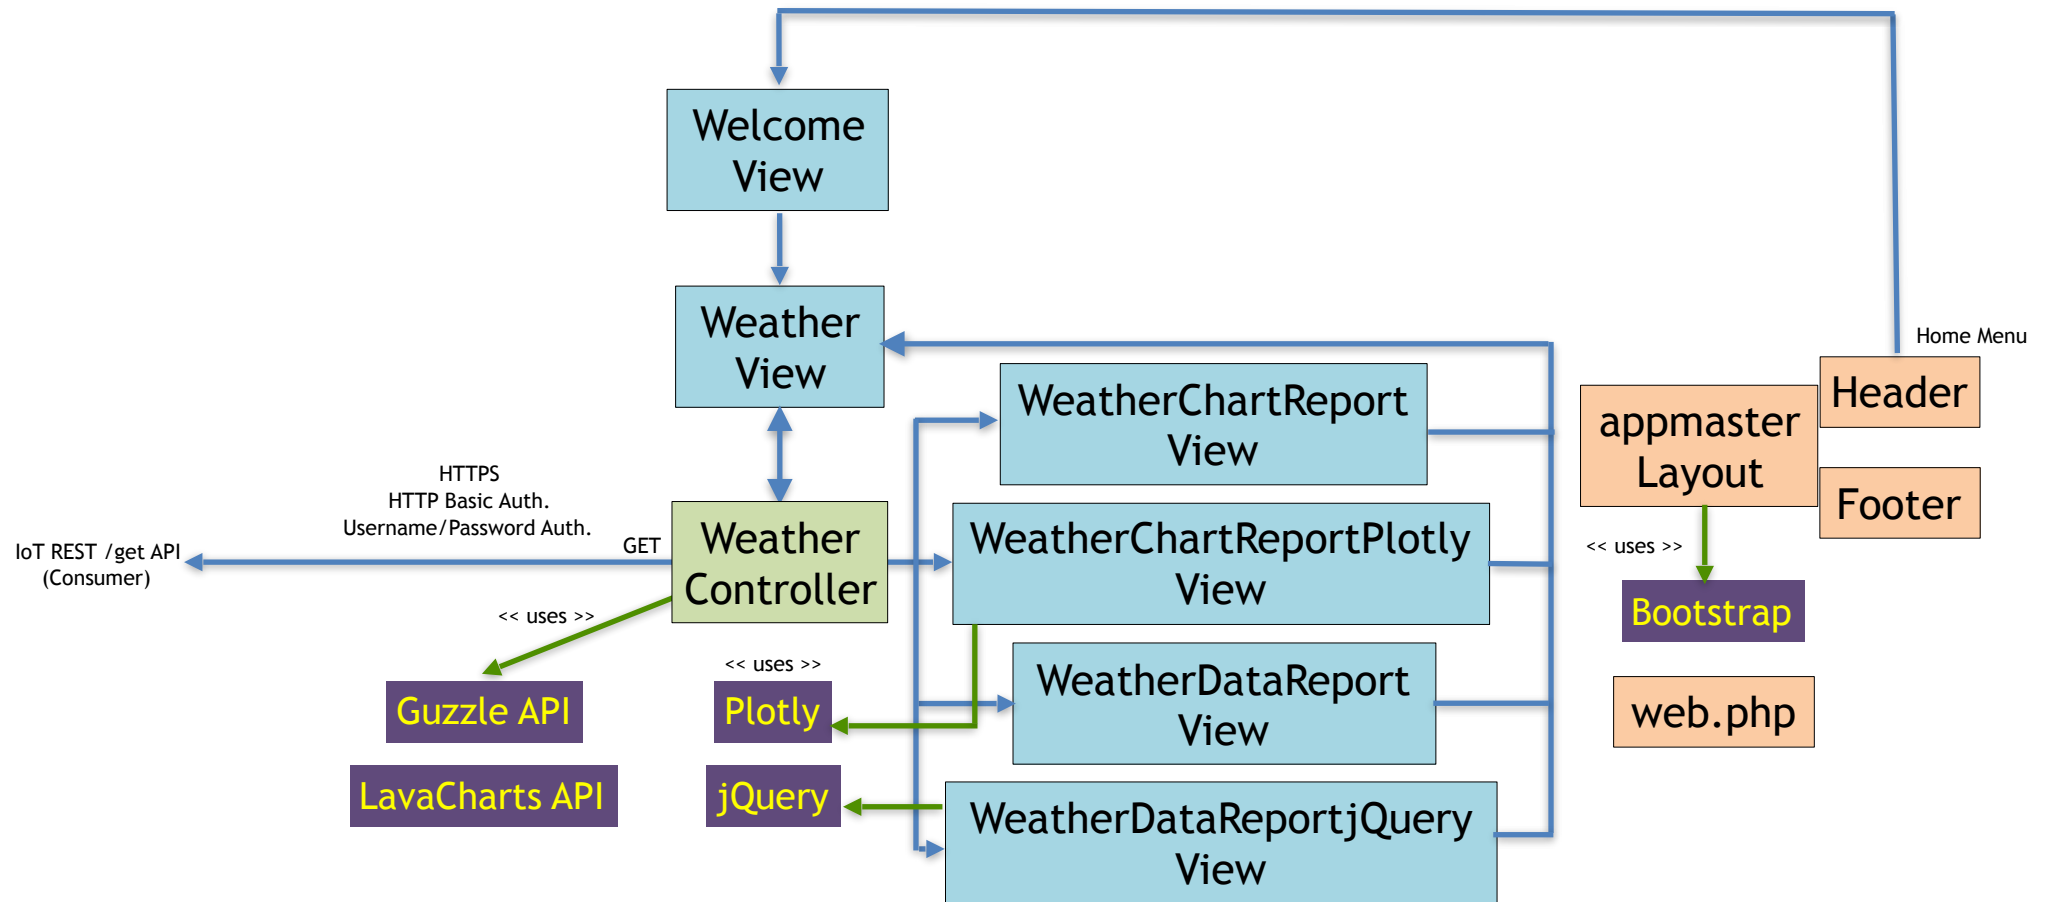 Welcome
View
Weather
View
Home Menu
Header
WeatherChartReport
View
appmaster
Layout
Footer
HTTPS
HTTP Basic Auth.
Username/Password Auth.
GET
IoT REST /get API
(Consumer)
Weather
Controller
WeatherChartReportPlotly
View
<< uses >>
Bootstrap
<< uses >>
<< uses >>
Guzzle API
Plotly
WeatherDataReport
View
web.php
LavaCharts API
jQuery
WeatherDataReportjQuery
View